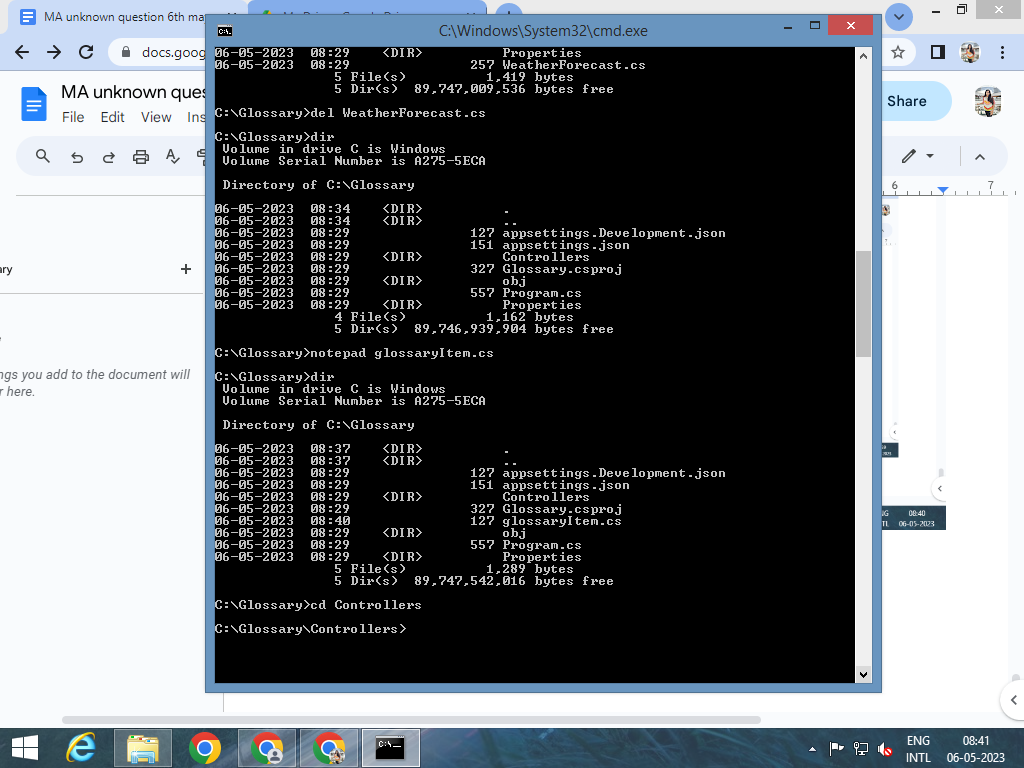 MA unknown question 6th ma
C:\Windows\System32\cmd.exe
docs.goog
MA unknown ques
File Edit View Ins
Share
6 7
ary
+
ngs you add to the document will
r here.
06-05-2023 08:29 <DIR> Properties
06-05-2023 08:29 257 WeatherForecast.cs
5 File(s) 1,419 bytes
5 Dir(s) 89,747,009,536 bytes free
C:\Glossary>del WeatherForecast.cs
C:\Glossary>dir
Volume in drive C is Windows
Volume Serial Number is A275-5ECA
Directory of C:\Glossary
06-05-2023 08:34 <DIR> .
06-05-2023 08:34 <DIR> ..
06-05-2023 08:29 127 appsettings.Development.json
06-05-2023 08:29 151 appsettings.json
06-05-2023 08:29 <DIR> Controllers
06-05-2023 08:29 327 Glossary.csproj
06-05-2023 08:29 <DIR> obj
06-05-2023 08:29 557 Program.cs
06-05-2023 08:29 <DIR> Properties
4 File(s) 1,162 bytes
5 Dir(s) 89,746,939,904 bytes free
C:\Glossary>notepad glossaryItem.cs
C:\Glossary>dir
Volume in drive C is Windows
Volume Serial Number is A275-5ECA
Directory of C:\Glossary
06-05-2023 08:37 <DIR> .
06-05-2023 08:37 <DIR> ..
06-05-2023 08:29 127 appsettings.Development.json
06-05-2023 08:29 151 appsettings.json
06-05-2023 08:29 <DIR> Controllers
06-05-2023 08:29 327 Glossary.csproj
06-05-2023 08:40 127 glossaryItem.cs
06-05-2023 08:29 <DIR> obj
06-05-2023 08:29 557 Program.cs
06-05-2023 08:29 <DIR> Properties
5 File(s) 1,289 bytes
5 Dir(s) 89,747,542,016 bytes free
C:\Glossary>cd Controllers
C:\Glossary\Controllers>
NG 08:40
NTL 06-05-2023
ENG 08:41
INTL 06-05-2023